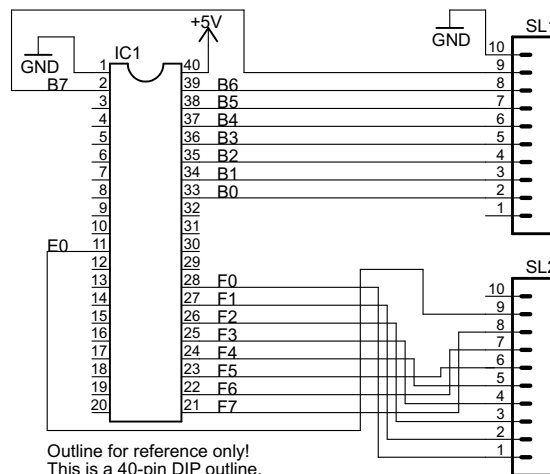 +5V
GND
SL1
IC1
GND
10
1
40
9
B7
2
39
B6
8
3
38
B5
7
4
37
B4
6
5
36
B3
5
6
35
B2
4
7
34
B1
3
8
33
B0
2
9
32
1
10
31
E0
11
30
12
29
SL2
13
28
F0
10
14
27
F1
9
15
26
F2
8
16
25
F3
7
17
24
F4
6
18
23
F5
5
19
22
F6
4
20
21
F7
3
2
1
Outline for reference only!
This is a 40-pin DIP outline.